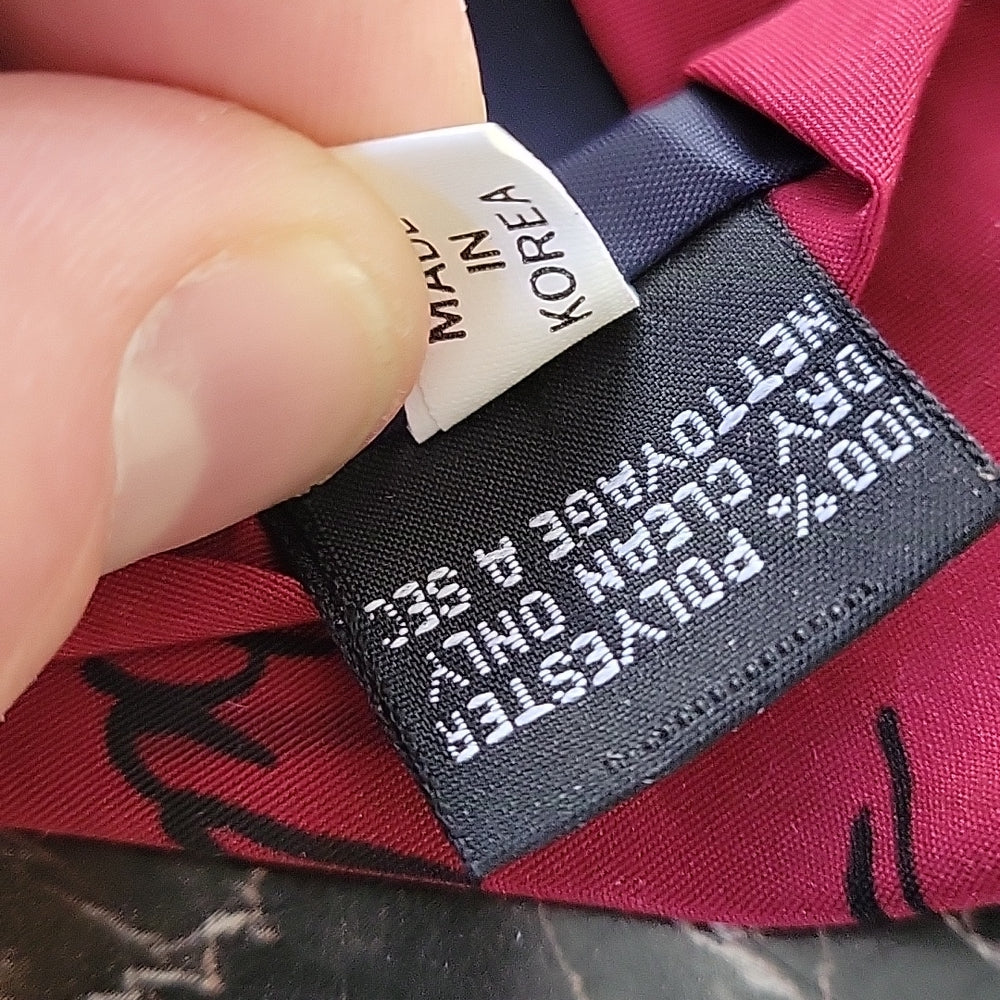 MADE
IN
KOREA
100% POLYESTER
DRY CLEAN ONLY
NETTOYAGE A SEC